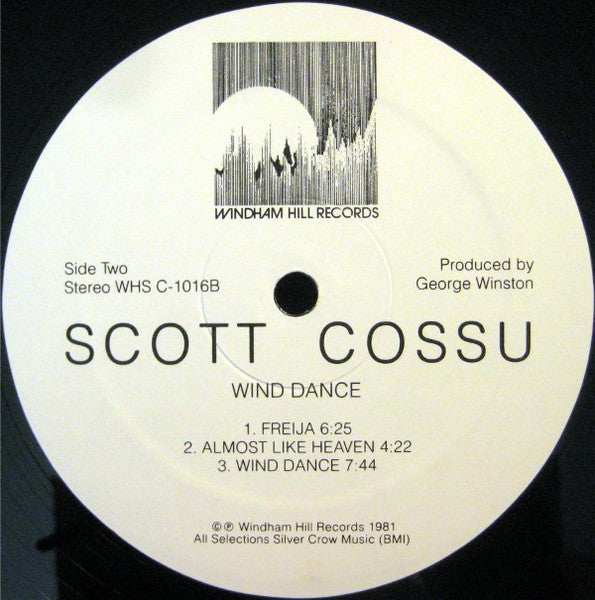 WINDHAM HILL RECORDS
Side Two
Stereo WHS C-1016B
Produced by
George Winston
SCOTT COSSU
WIND DANCE
1. FREIJA 6:25
2. ALMOST LIKE HEAVEN 4:22
3. WIND DANCE 7:44
©℗ Windham Hill Records 1981
All Selections Silver Crow Music (BMI)